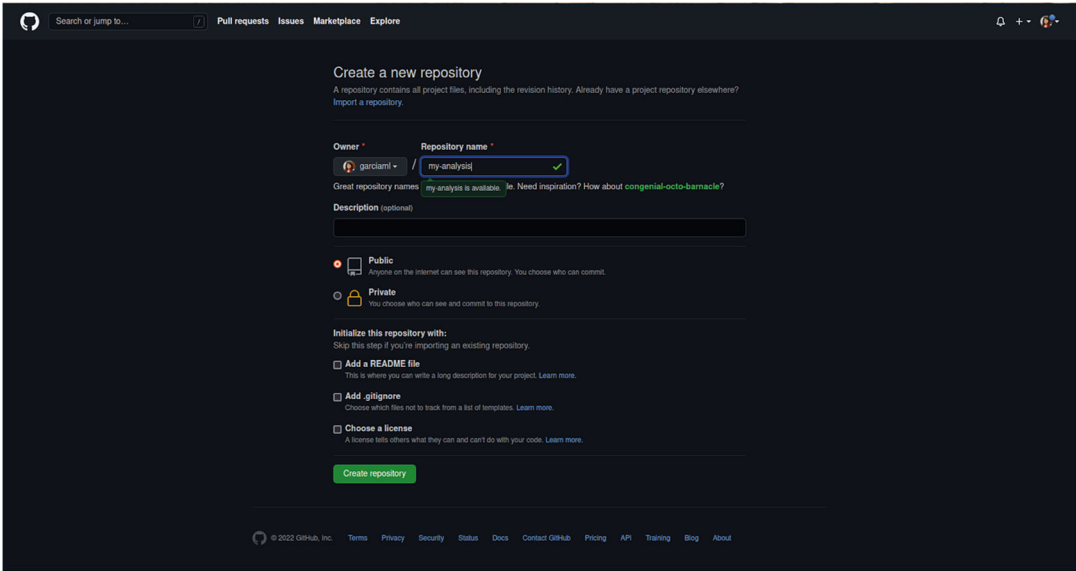 Search or jump to... / Pull requests Issues Marketplace Explore
Create a new repository
A repository contains all project files, including the revision history. Already have a project repository elsewhere?
Import a repository.
Owner * Repository name *
garciaml / my-analysis
Great repository names le. Need inspiration? How about congenial-octo-barnacle?
my-analysis is available.
Description (optional)
Public
Anyone on the internet can see this repository. You choose who can commit.
Private
You choose who can see and commit to this repository.
Initialize this repository with:
Skip this step if you're importing an existing repository.
Add a README file
This is where you can write a long description for your project. Learn more.
Add .gitignore
Choose which files not to track from a list of templates. Learn more.
Choose a license
A license tells others what they can and can't do with your code. Learn more.
Create repository
© 2022 GitHub, Inc. Terms Privacy Security Status Docs Contact GitHub Pricing API Training Blog About